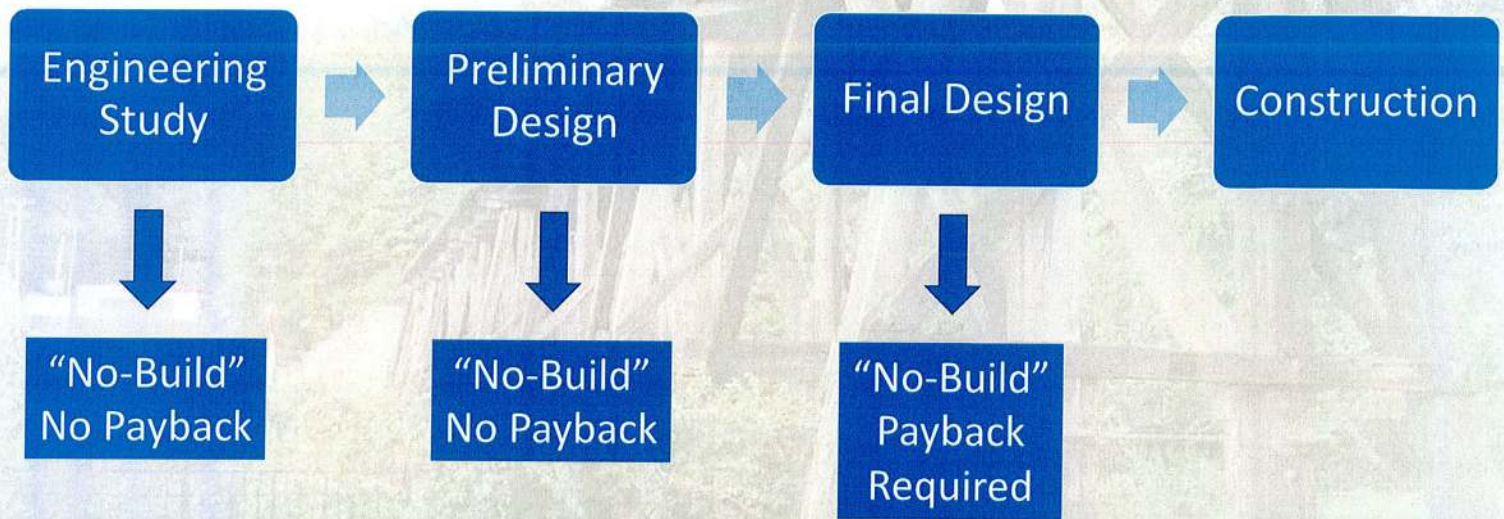 Engineering
Study
Preliminary
Design
Final Design
Construction
“No-Build”
No Payback
“No-Build”
No Payback
“No-Build”
Payback
Required